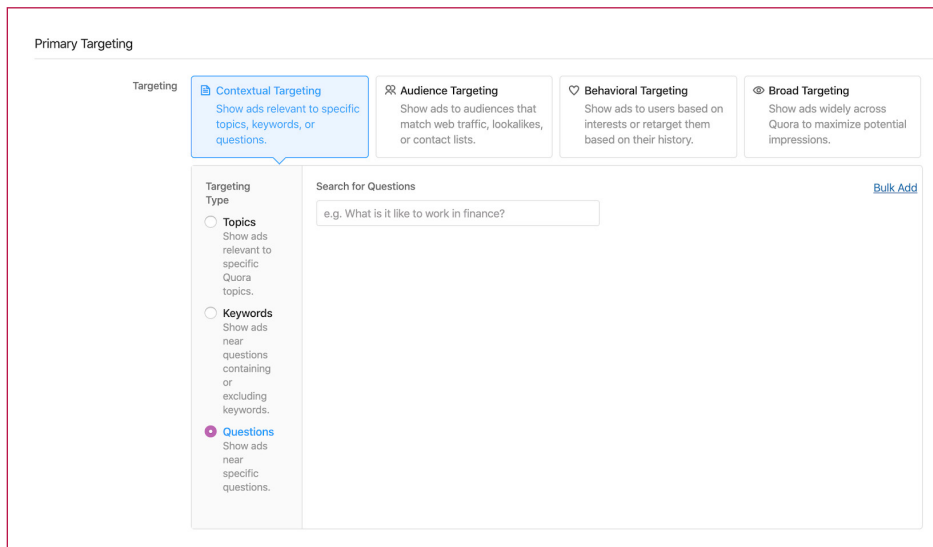 Primary Targeting
Targeting
Contextual Targeting
Show ads relevant to specific
topics, keywords, or
questions.
Audience Targeting
Show ads to audiences that
match web traffic, lookalikes,
or contact lists.
Behavioral Targeting
Show ads to users based on
interests or retarget them
based on their history.
Broad Targeting
Show ads widely across
Quora to maximize potential
impressions.
Targeting
Type
Topics
Show ads
relevant to
specific
Quora
topics.
Keywords
Show ads
near
questions
containing
or
excluding
keywords.
Questions
Show ads
near
specific
questions.
Search for Questions
Bulk Add
e.g. What is it like to work in finance?